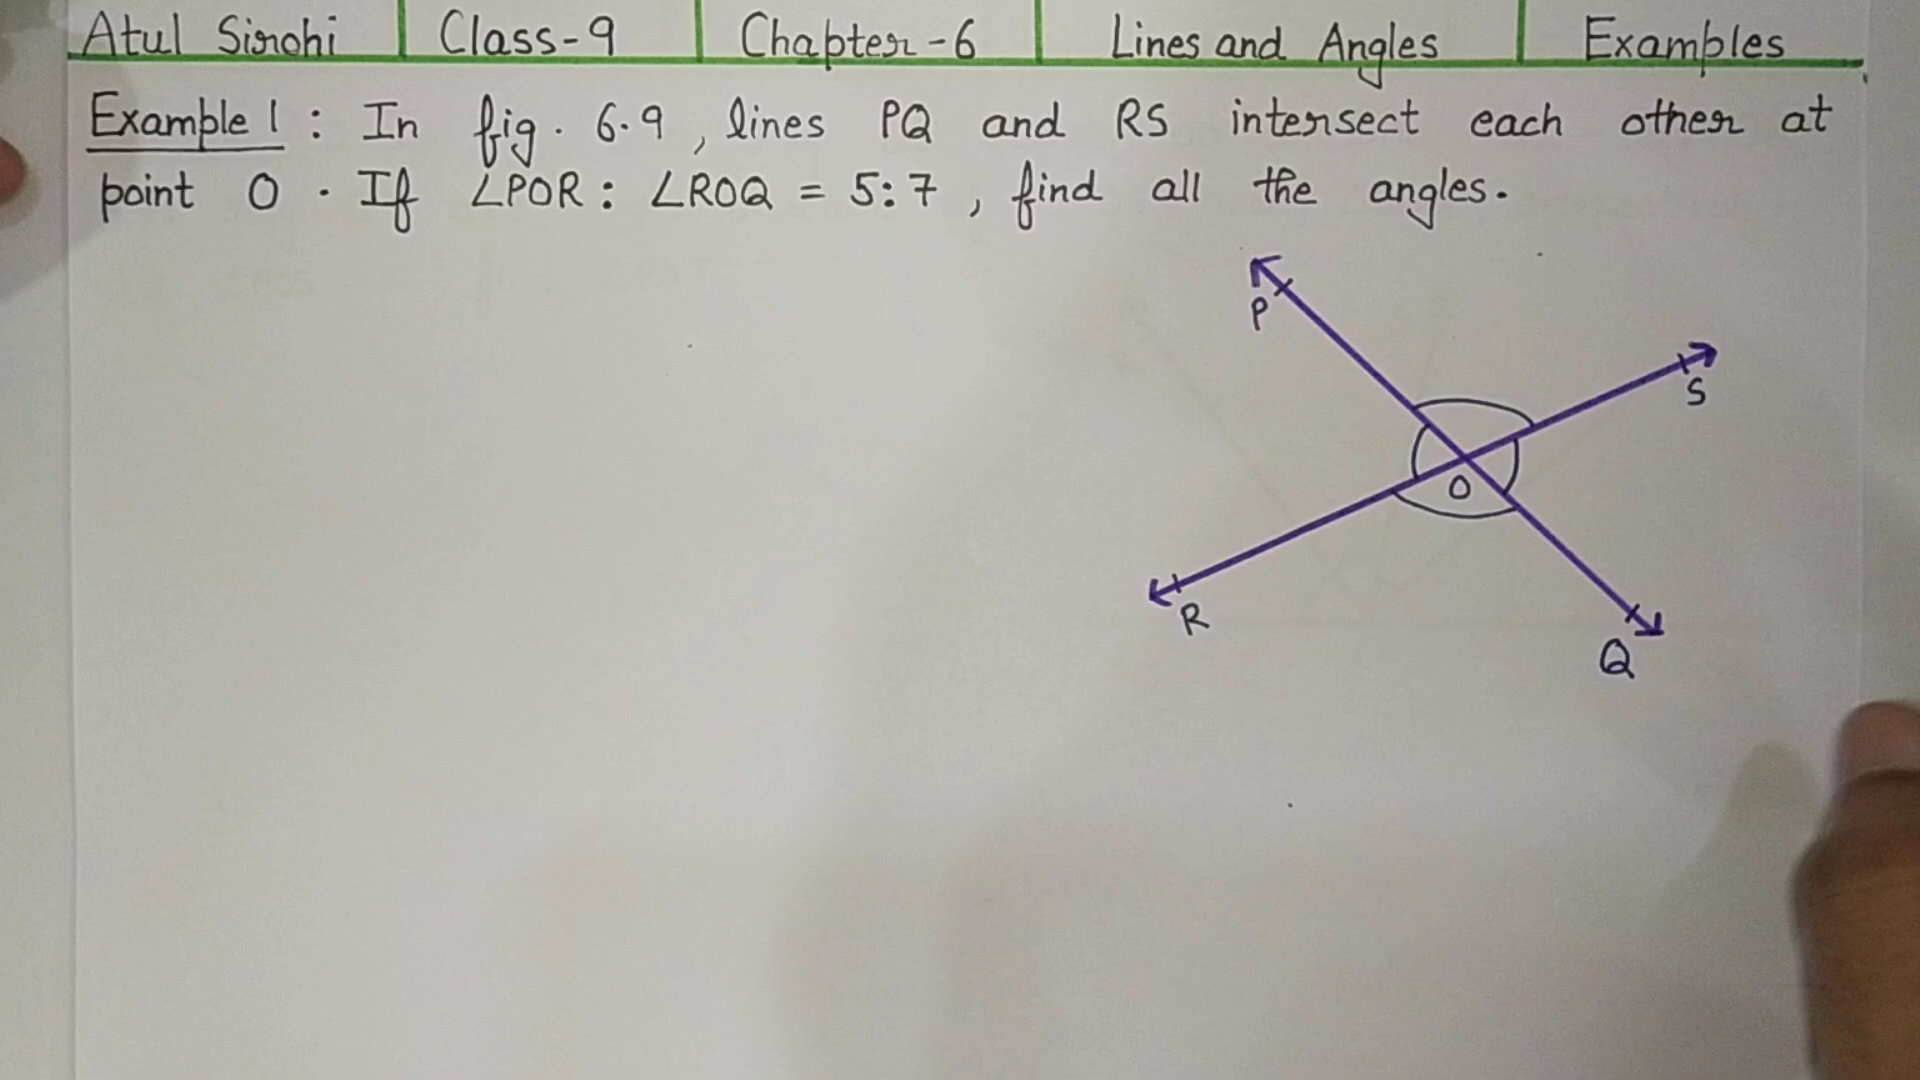 Atul Sirohi Class-9 Chapter-6 Lines and Angles Examples
Example 1 : In fig. 6.9, lines PQ and RS intersect each other at
point O. If ∠POR : ∠ROQ = 5:7, find all the angles.
P
S
O
R
Q